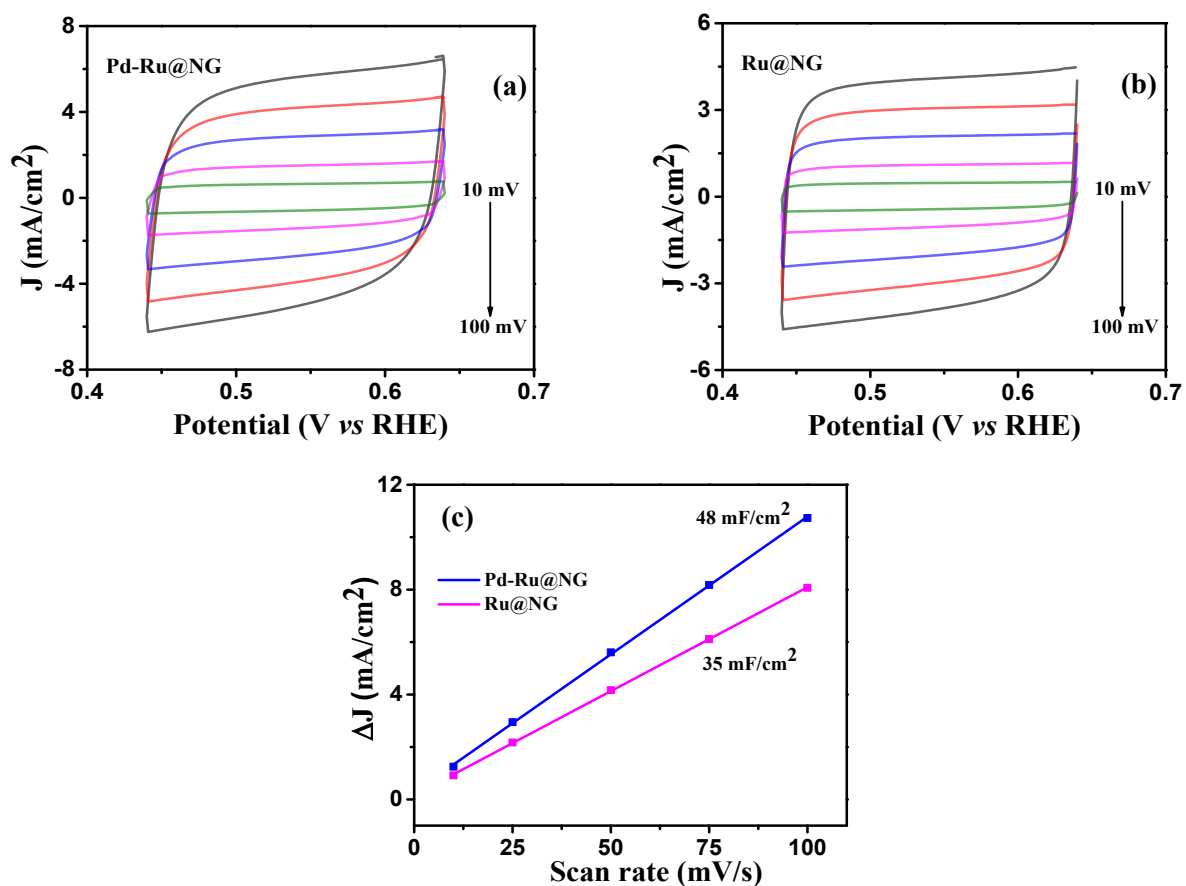 Pd-Ru@NG
(a)
8
4
0
-4
-8
J (mA/cm²)
10 mV
100 mV
0.4 0.5 0.6 0.7
Potential (V vs RHE)
Ru@NG
(b)
6
3
0
-3
-6
J (mA/cm²)
10 mV
100 mV
0.4 0.5 0.6 0.7
Potential (V vs RHE)
(c)
12
8
4
0
ΔJ (mA/cm²)
48 mF/cm²
Pd-Ru@NG
Ru@NG
35 mF/cm²
0 25 50 75 100
Scan rate (mV/s)